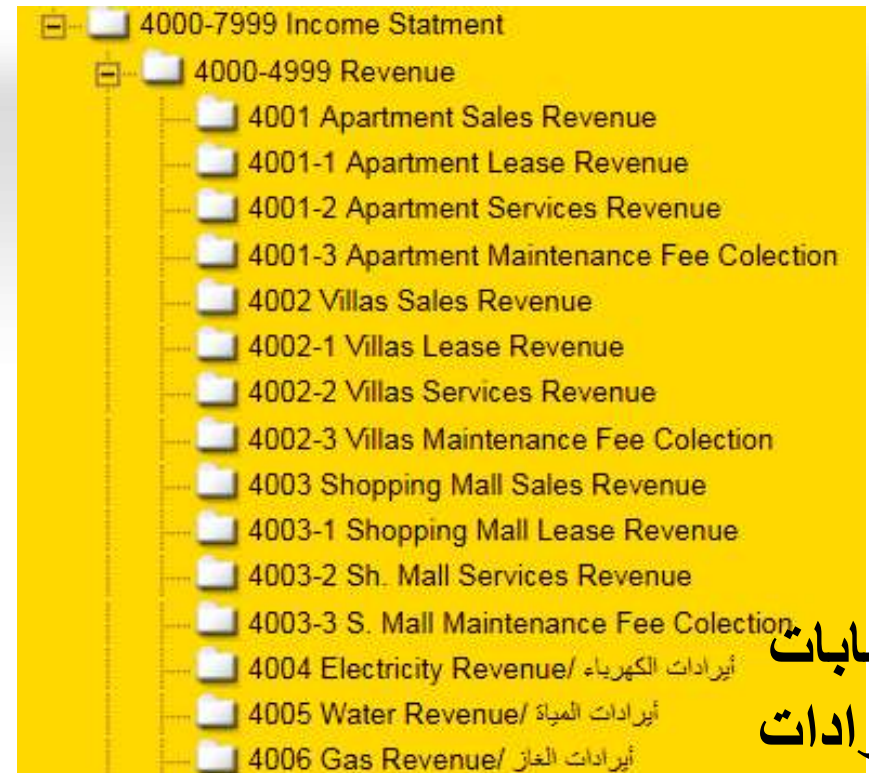 4000-7999 Income Statment
4000-4999 Revenue
4001 Apartment Sales Revenue
4001-1 Apartment Lease Revenue
4001-2 Apartment Services Revenue
4001-3 Apartment Maintenance Fee Colection
4002 Villas Sales Revenue
4002-1 Villas Lease Revenue
4002-2 Villas Services Revenue
4002-3 Villas Maintenance Fee Colection
4003 Shopping Mall Sales Revenue
4003-1 Shopping Mall Lease Revenue
4003-2 Sh. Mall Services Revenue
4003-3 S. Mall Maintenance Fee Colection
4004 Electricity Revenue/ أيرادات الكهرباء
4005 Water Revenue/ أيرادات المياة
4006 Gas Revenue/ أيرادات الغاز